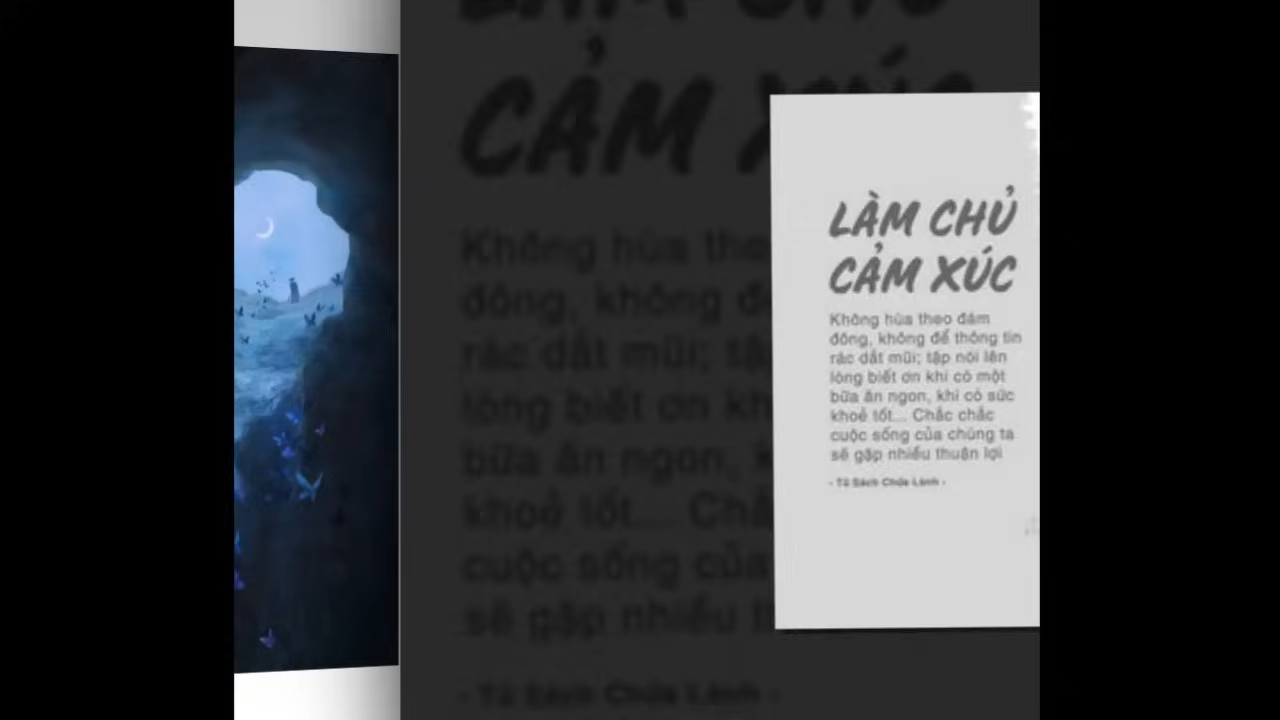 LÀM CHỦ
CẢM XÚC
Không hùa theo đám
đông, không để thông tin
rác dắt mũi; tập nói lên
lòng biết ơn khi có một
bữa ăn ngon, khi có sức
khoẻ tốt... Chắc chắc
cuộc sống của chúng ta
sẽ gặp nhiều thuận lợi
- Tủ Sách Chữa Lành -